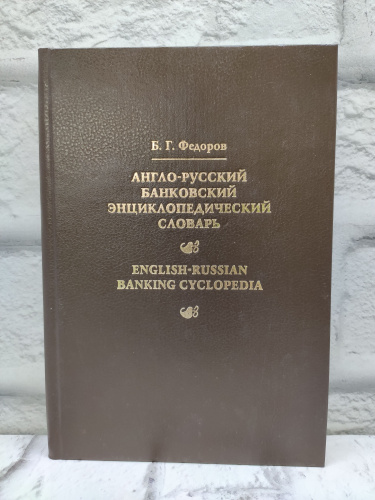 Б. Г. Федоров
АНГЛО-РУССКИЙ
БАНКОВСКИЙ
ЭНЦИКЛОПЕДИЧЕСКИЙ
СЛОВАРЬ
ENGLISH-RUSSIAN
BANKING CYCLOPEDIA